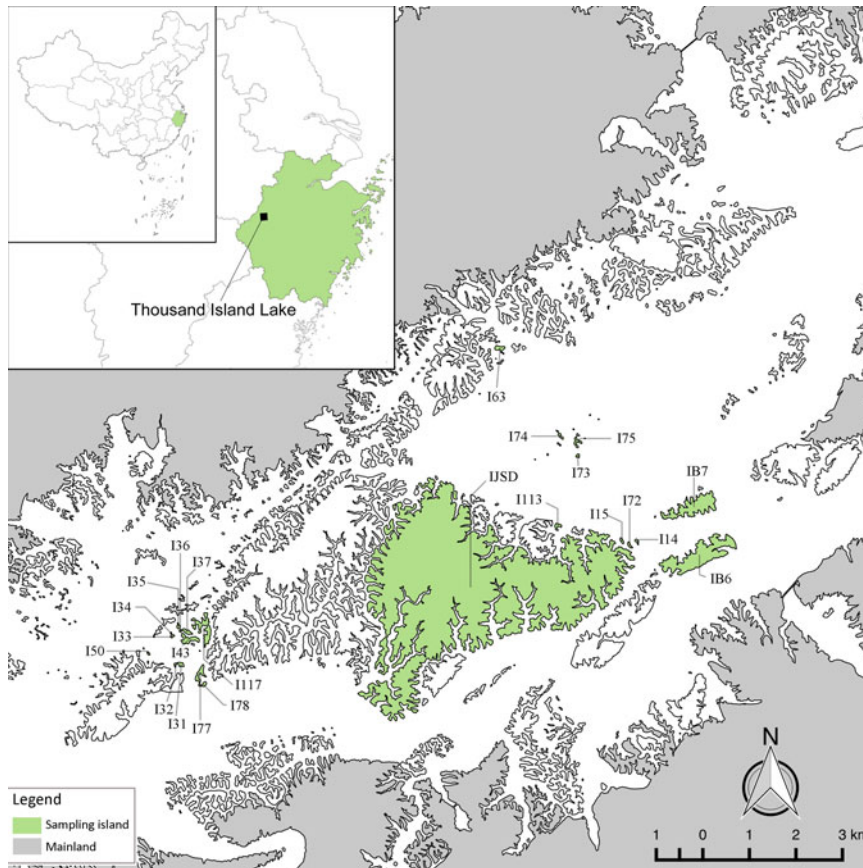 Thousand Island Lake
I63
I74
I75
I73
IJSD
IB7
I113
I15
I72
I14
IB6
I36
I37
I35
I34
I33
I50
I43
I117
I32
I78
I31
I77
N
Legend
Sampling island
Mainland
1 0 1 2 3 km